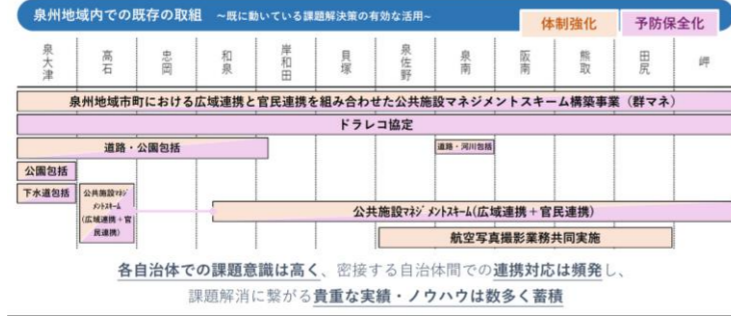 泉州地域内での既存の取組 ~既に動いている課題解決策の有効な活用~
体制強化 予防保全化
泉大津 高石 忠岡 和泉 岸和田 貝塚 泉佐野 泉南 阪南 熊取 田尻 岬
泉州地域市町における広域連携と官民連携を組み合わせた公共施設マネジメントスキーム構築事業（群マネ）
ドラレコ協定
道路・公園包括
道路・河川包括
公園包括
下水道包括
公共施設ﾏﾈｼﾞ
ﾒﾝﾄｽｷｰﾑ
(広域連携＋官
民連携)
公共施設ﾏﾈｼﾞﾒﾝﾄｽｷｰﾑ(広域連携＋官民連携)
航空写真撮影業務共同実施
各自治体での課題意識は高く、密接する自治体間での連携対応は頻発し、
課題解消に繋がる貴重な実績・ノウハウは数多く蓄積